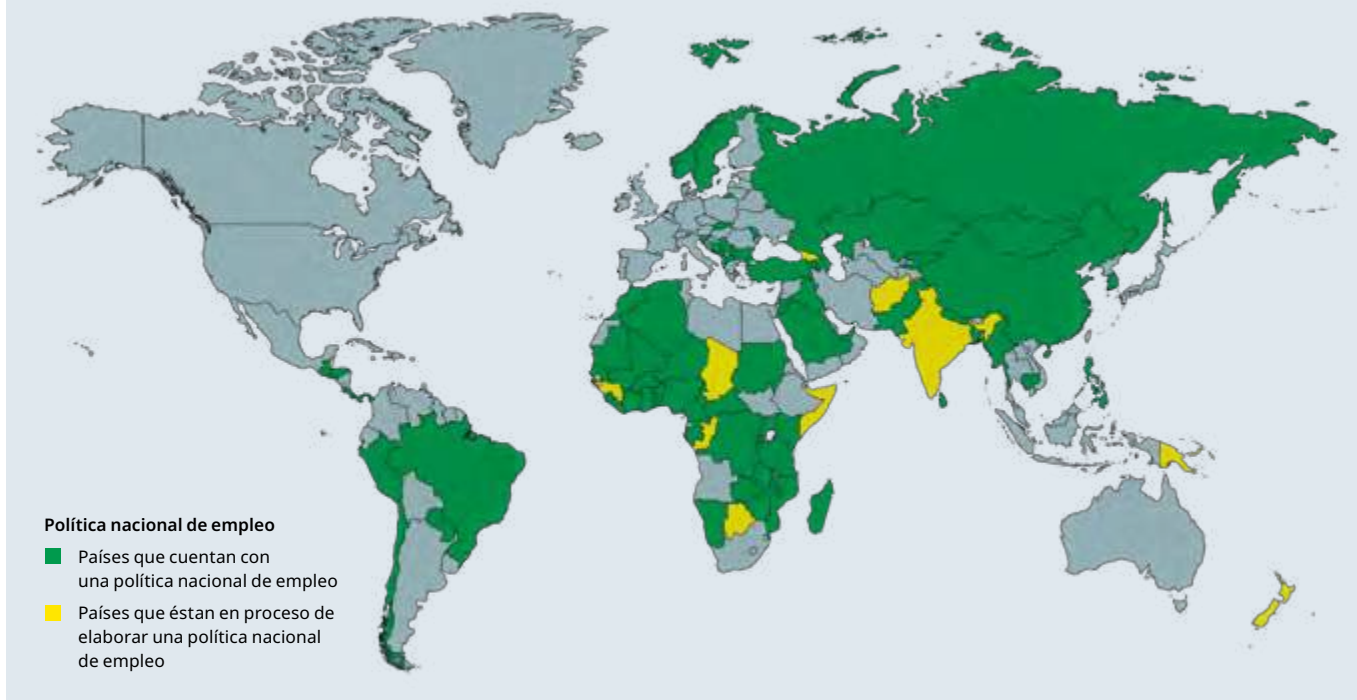 Política nacional de empleo
Países que cuentan con
una política nacional de empleo
Países que éstan en proceso de
elaborar una política nacional
de empleo